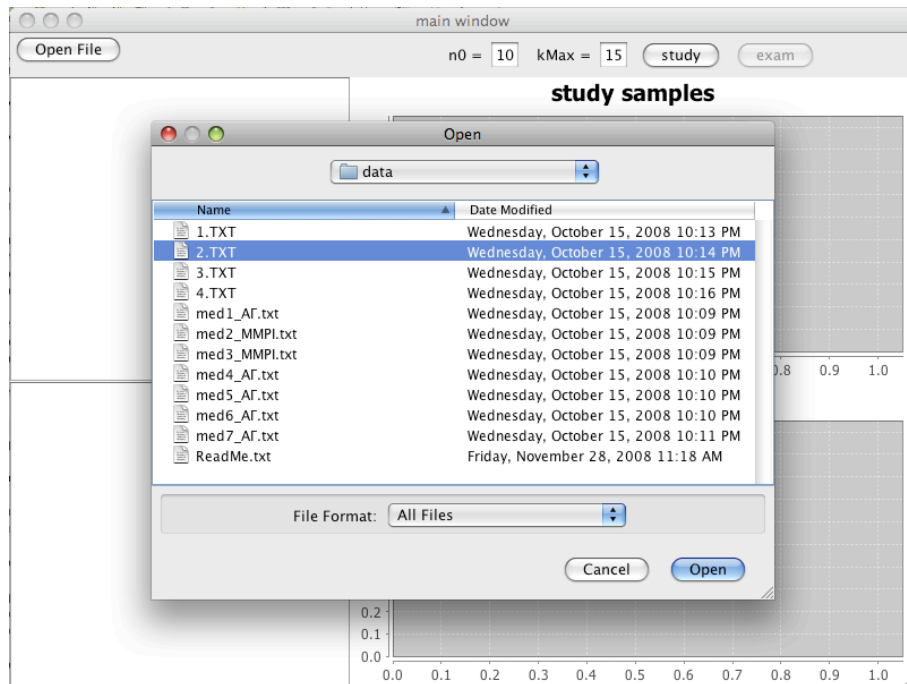 main window
Open File n0 = 10 kMax = 15 study exam
study samples
Open
data
Name Date Modified
1.TXT Wednesday, October 15, 2008 10:13 PM
2.TXT Wednesday, October 15, 2008 10:14 PM
3.TXT Wednesday, October 15, 2008 10:15 PM
4.TXT Wednesday, October 15, 2008 10:16 PM
med1_АГ.txt Wednesday, October 15, 2008 10:09 PM
med2_MMPI.txt Wednesday, October 15, 2008 10:09 PM
med3_MMPI.txt Wednesday, October 15, 2008 10:09 PM
med4_АГ.txt Wednesday, October 15, 2008 10:10 PM
med5_АГ.txt Wednesday, October 15, 2008 10:10 PM
med6_АГ.txt Wednesday, October 15, 2008 10:10 PM
med7_АГ.txt Wednesday, October 15, 2008 10:11 PM
ReadMe.txt Friday, November 28, 2008 11:18 AM
0.8 0.9 1.0
File Format: All Files
Cancel Open
0.2
0.1
0.0
0.0 0.1 0.2 0.3 0.4 0.5 0.6 0.7 0.8 0.9 1.0